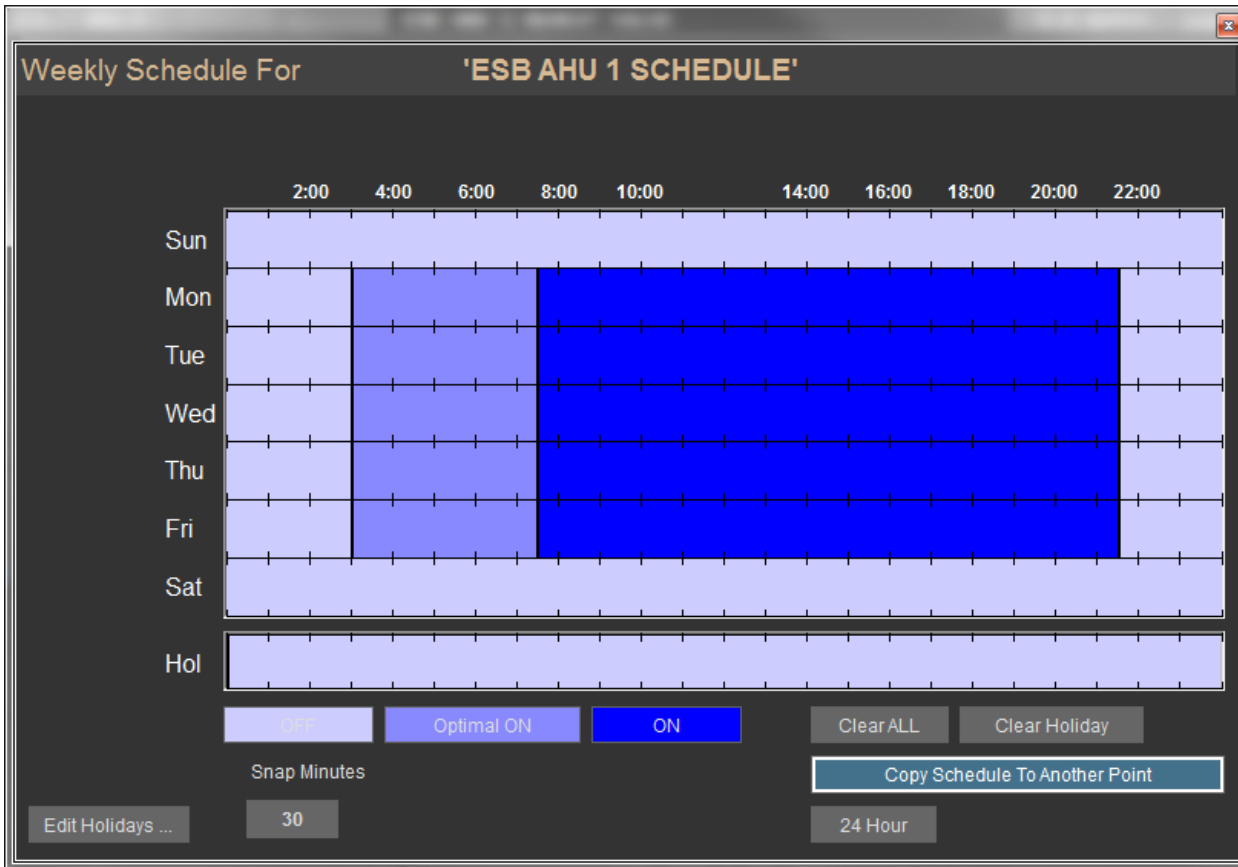 Weekly Schedule For 'ESB AHU 1 SCHEDULE'
2:00 4:00 6:00 8:00 10:00 14:00 16:00 18:00 20:00 22:00
Sun
Mon
Tue
Wed
Thu
Fri
Sat
Hol
OFF Optimal ON ON Clear ALL Clear Holiday
Snap Minutes Copy Schedule To Another Point
Edit Holidays ... 30 24 Hour